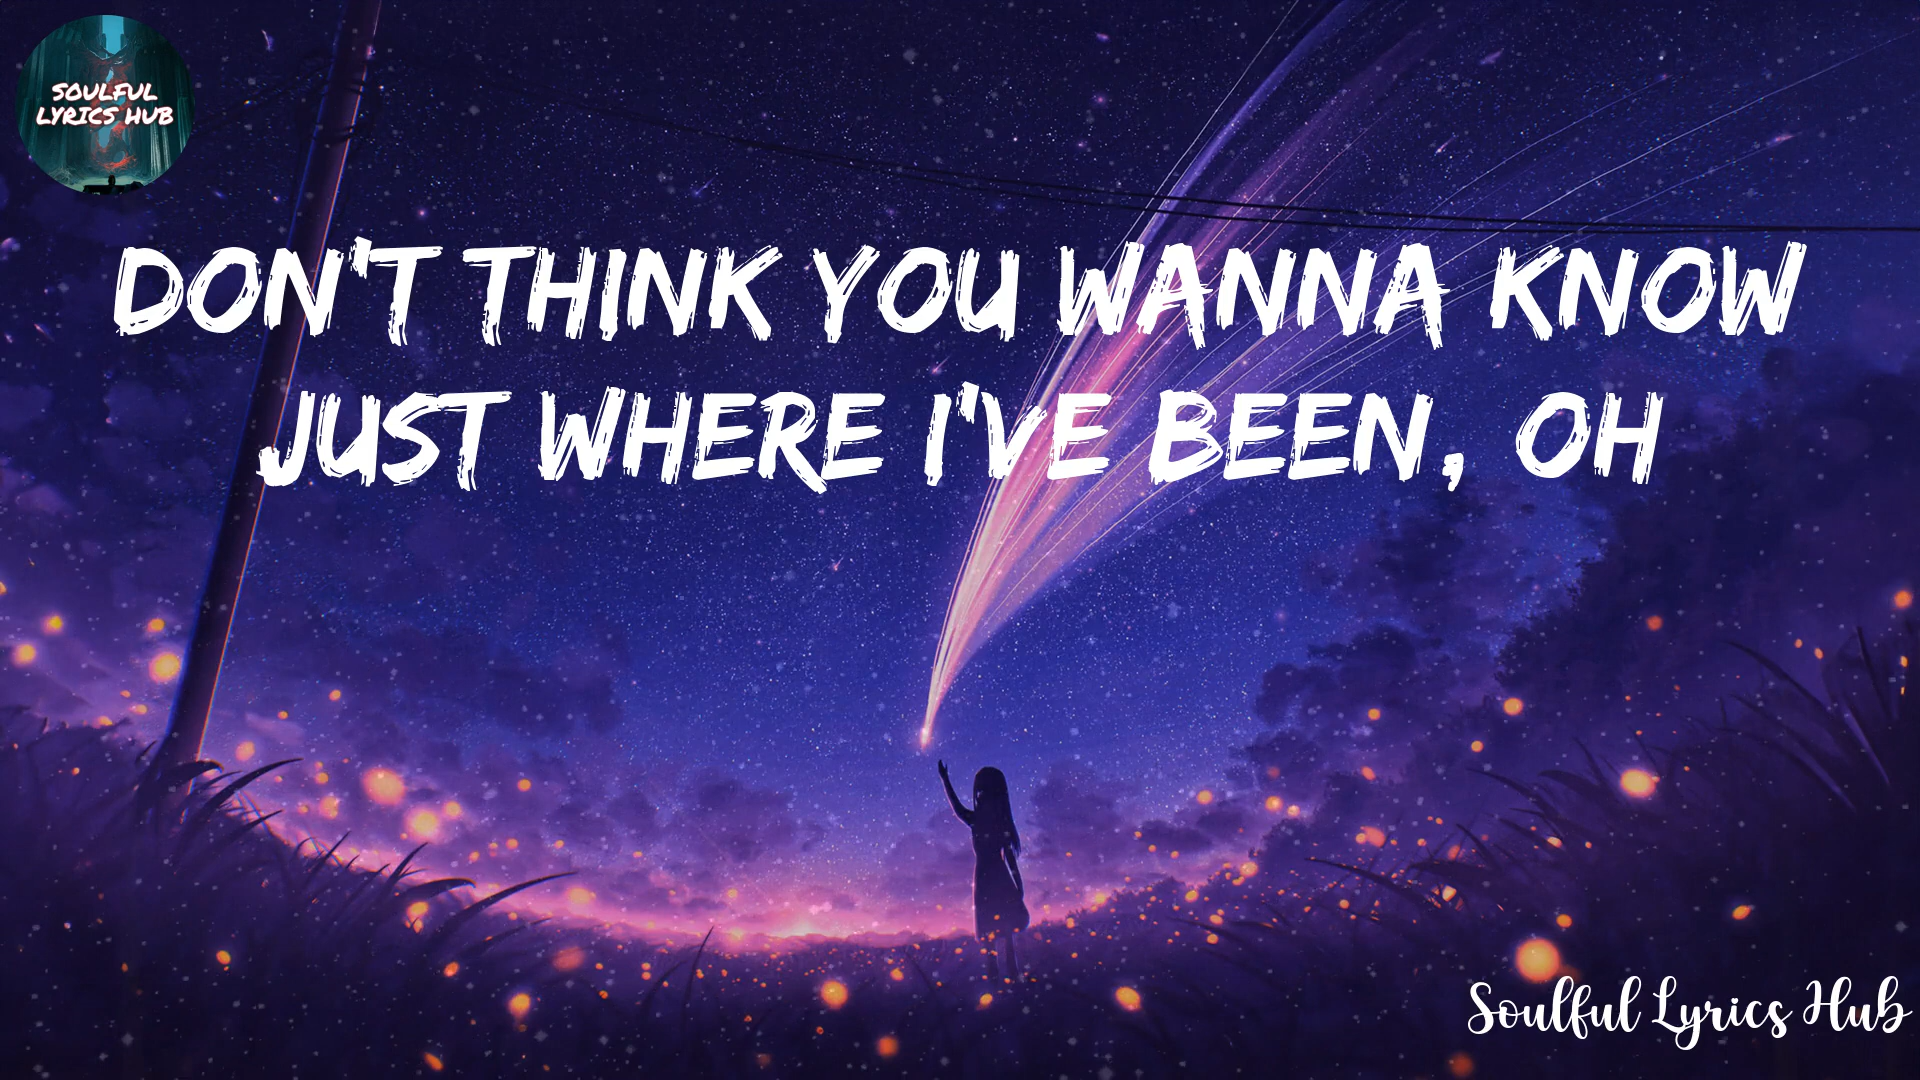 SOULFUL
LYRICS HUB
DON'T THINK YOU WANNA KNOW
JUST WHERE I'VE BEEN, OH
Soulful Lyrics Hub